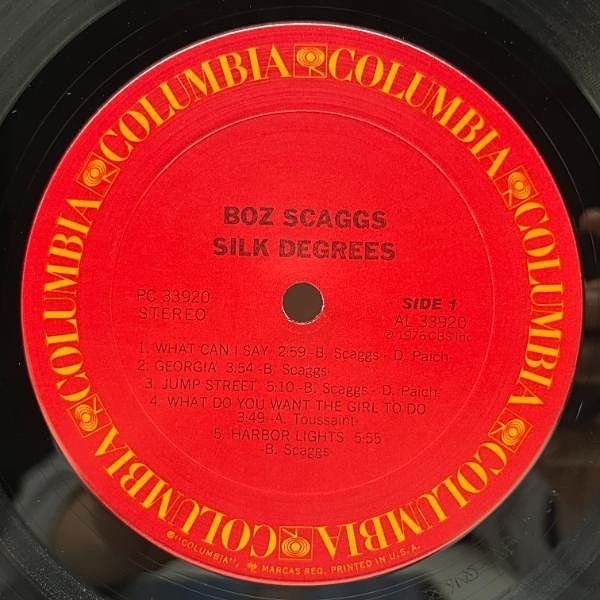 COLUMBIA COLUMBIA COLUMBIA COLUMBIA COLUMBIA COLUMBIA COLUMBIA
BOZ SCAGGS
SILK DEGREES
PC 33920
STEREO
SIDE 1
AL 33920
℗ 1976 CBS Inc.
1. WHAT CAN I SAY 2:59 -B. Scaggs - D. Paich-
2. GEORGIA 3:54 -B. Scaggs-
3. JUMP STREET 5:10 -B. Scaggs - D. Paich-
4. WHAT DO YOU WANT THE GIRL TO DO
3:49 -A. Toussaint-
5. HARBOR LIGHTS 5:55
-B. Scaggs-
® "COLUMBIA", MARCAS REG. PRINTED IN U.S.A.